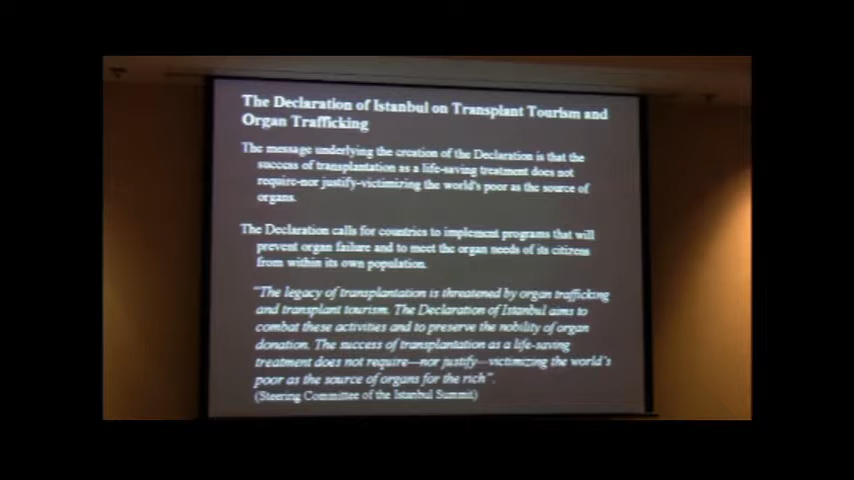 The Declaration of Istanbul on Transplant Tourism and
Organ Trafficking
The message underlying the creation of the Declaration is that the
success of transplantation as a life-saving treatment does not
require-nor justify-victimizing the world's poor as the source of
organs.
The Declaration calls for countries to implement programs that will
prevent organ failure and to meet the organ needs of its citizens
from within its own population.
"The legacy of transplantation is threatened by organ trafficking
and transplant tourism. The Declaration of Istanbul aims to
combat these activities and to preserve the nobility of organ
donation. The success of transplantation as a life-saving
treatment does not require—nor justify—victimizing the world's
poor as the source of organs for the rich".
(Steering Committee of the Istanbul Summit)